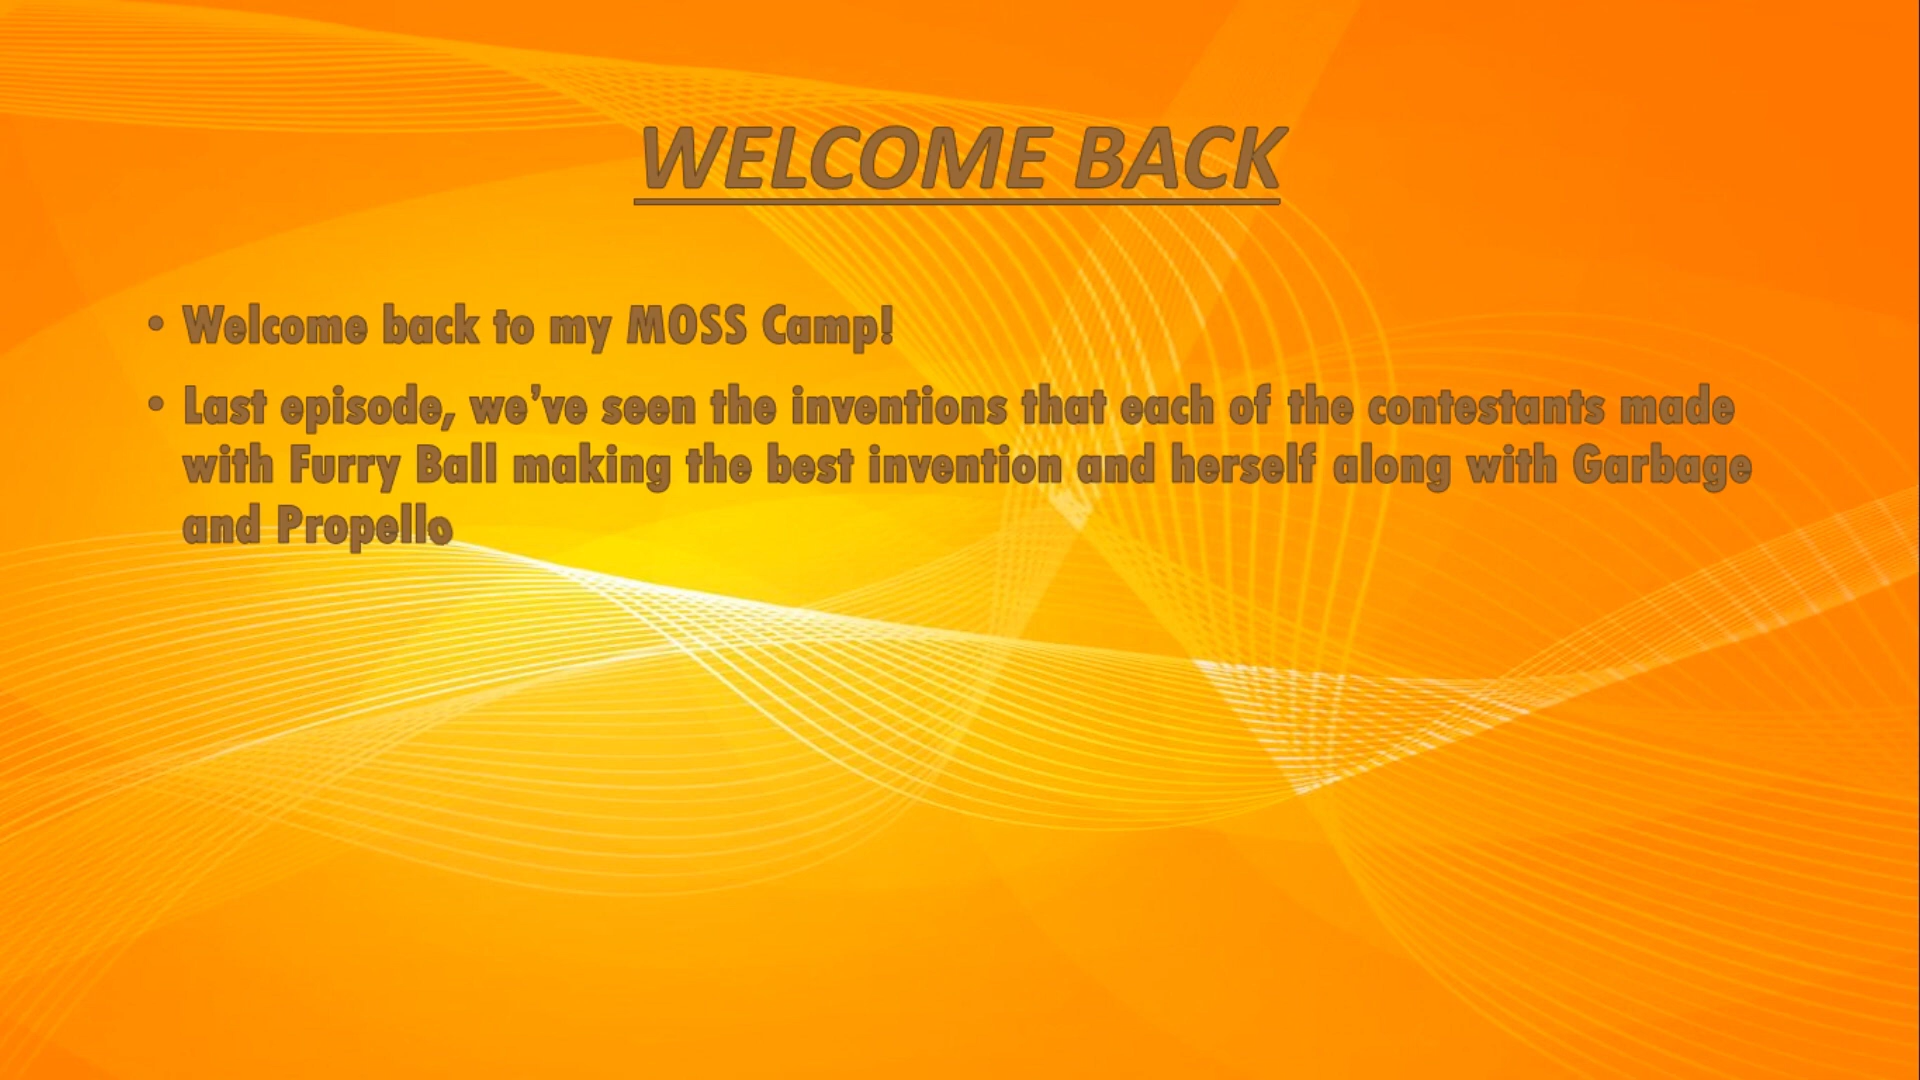 WELCOME BACK
• Welcome back to my MOSS Camp!
• Last episode, we’ve seen the inventions that each of the contestants made
with Furry Ball making the best invention and herself along with Garbage
and Propello